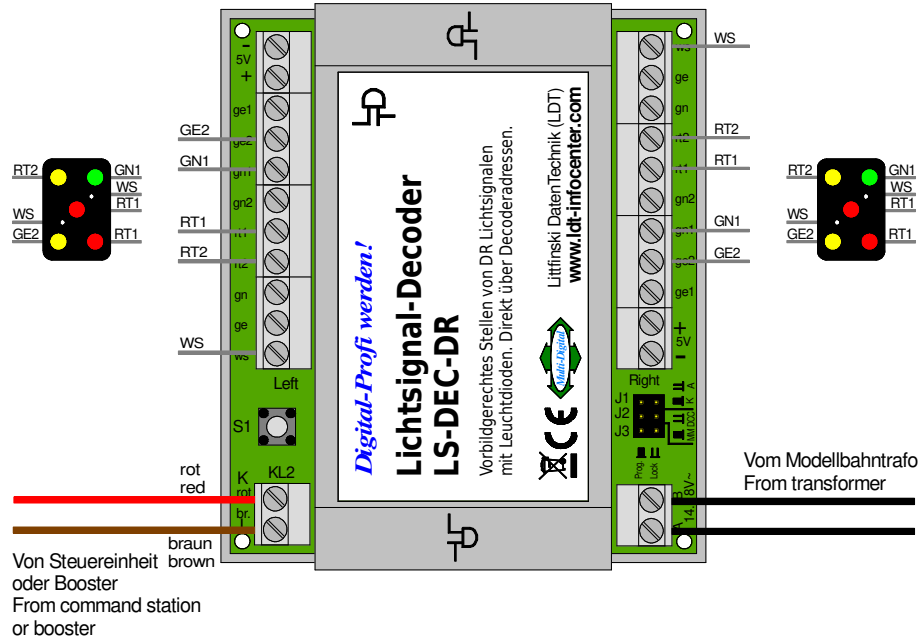 -
5V
+
ge1
ge2
gn1
gn2
rt1
rt2
gn
ge
ws
Left
GE2
GN1
RT1
RT2
WS
RT2
GN1
WS
RT1
WS
GE2
RT1
S1
K
rot
br.
KL2
rot
red
braun
brown
Von Steuereinheit
oder Booster
From command station
or booster
Digital-Profi werden!
Lichtsignal-Decoder
LS-DEC-DR
Vorbildgerechtes Stellen von DR Lichtsignalen
mit Leuchtdioden. Direkt über Decoderadressen.
Littfinski DatenTechnik (LDT)
www.ldt-infocenter.com
Multi-Digital
CE
ws
ge
gn
rt2
rt1
gn2
gn1
ge2
ge1
+
5V
-
Right
WS
RT2
RT1
GN1
GE2
RT2
GN1
WS
RT1
WS
GE2
RT1
J1
J2
J3
A
K
DCC
MM
Prog.
Lock
B
A
Vom Modellbahntrafo
From transformer